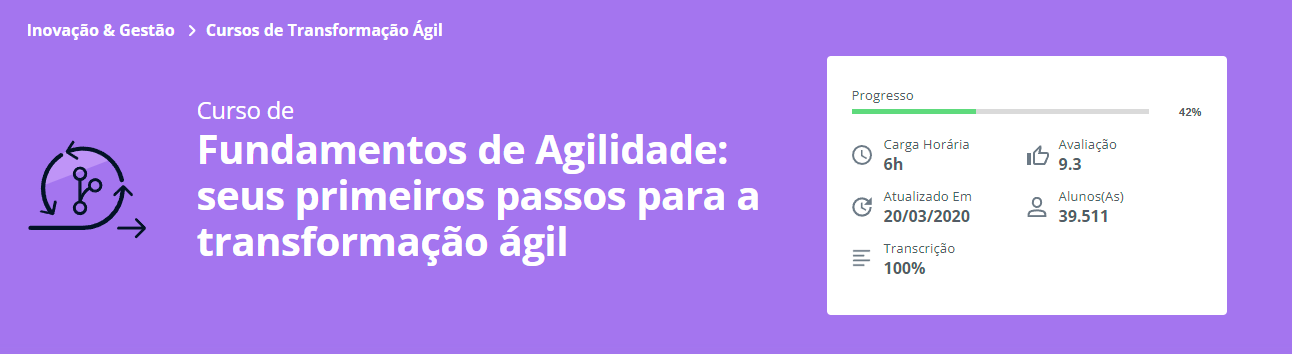 Inovação & Gestão > Cursos de Transformação Ágil
Curso de
Fundamentos de Agilidade:
seus primeiros passos para a
transformação ágil
Progresso
42%
Carga Horária
6h
Avaliação
9.3
Atualizado Em
20/03/2020
Alunos(As)
39.511
Transcrição
100%